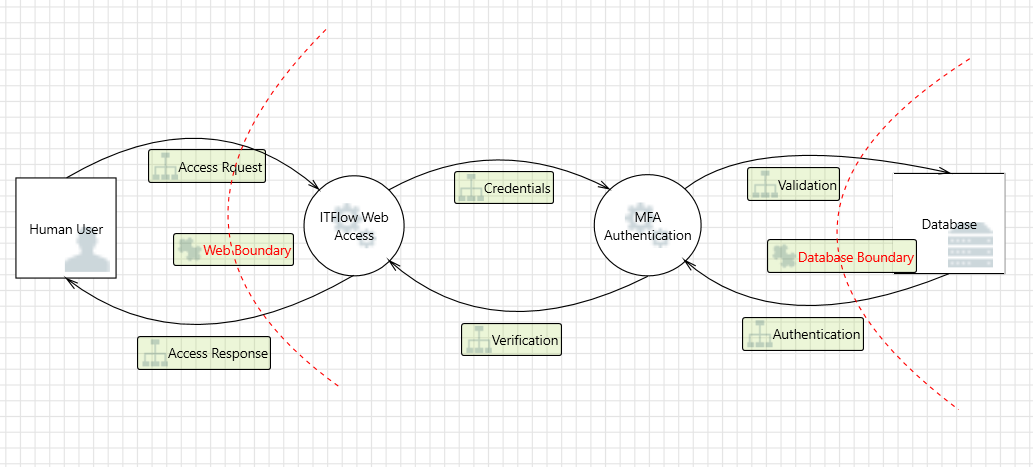 Access Rquest
Human User
Web Boundary
Access Response
ITFlow Web
Access
Credentials
Verification
MFA
Authentication
Validation
Database
Database Boundary
Authentication